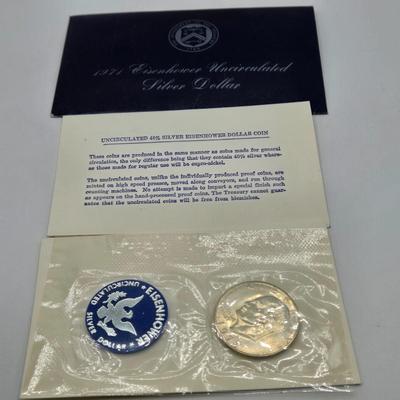 1971 Eisenhower Uncirculated
Silver Dollar
UNCIRCULATED 40% SILVER EISENHOWER DOLLAR COIN
These coins are produced in the same manner as coins made for general
circulation, the only difference being that they contain 40% silver where-
as those made for regular use will be cupro-nickel.
The uncirculated coins, unlike the individually produced proof coins, are
minted on high speed presses, moved along conveyors, and run through
counting machines. No attempt is made to impart a special finish such
as appears on the hand-processed proof coins. The Treasury cannot guar-
antee that the uncirculated coins will be free from blemishes.
EISENHOWER
UNCIRCULATED
SILVER
DOLLAR